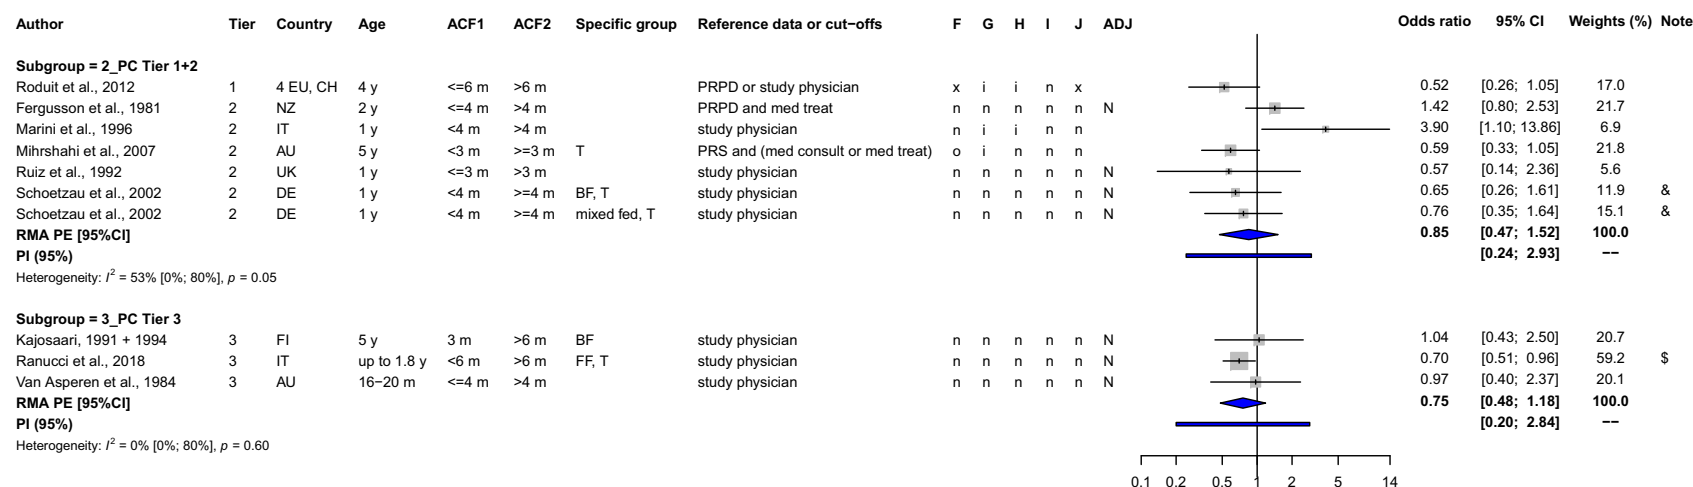 Author Tier Country Age ACF1 ACF2 Specific group Reference data or cut−offs F G H I J ADJ Odds ratio 95% CI Weights (%) Note
Subgroup = 2_PC Tier 1+2
Roduit et al., 2012 1 4 EU, CH 4 y <=6 m >6 m PRPD or study physician x i i n x 0.52 [0.26; 1.05] 17.0
Fergusson et al., 1981 2 NZ 2 y <=4 m >4 m PRPD and med treat n n n n n N 1.42 [0.80; 2.53] 21.7
Marini et al., 1996 2 IT 1 y <4 m >4 m study physician n i i n n 3.90 [1.10; 13.86] 6.9
Mihrshahi et al., 2007 2 AU 5 y <3 m >=3 m T PRS and (med consult or med treat) o i n n n 0.59 [0.33; 1.05] 21.8
Ruiz et al., 1992 2 UK 1 y <=3 m >3 m study physician n n n n n N 0.57 [0.14; 2.36] 5.6
Schoetzau et al., 2002 2 DE 1 y <4 m >=4 m BF, T study physician n n n n n N 0.65 [0.26; 1.61] 11.9 &
Schoetzau et al., 2002 2 DE 1 y <4 m >=4 m mixed fed, T study physician n n n n n N 0.76 [0.35; 1.64] 15.1 &
RMA PE [95%CI] 0.85 [0.47; 1.52] 100.0
PI (95%) [0.24; 2.93] −−
Heterogeneity: I² = 53% [0%; 80%], p = 0.05
Subgroup = 3_PC Tier 3
Kajosaari, 1991 + 1994 3 FI 5 y 3 m >6 m BF study physician n n n n n N 1.04 [0.43; 2.50] 20.7
Ranucci et al., 2018 3 IT up to 1.8 y <6 m >6 m FF, T study physician n n n n n N 0.70 [0.51; 0.96] 59.2 $
Van Asperen et al., 1984 3 AU 16−20 m <=4 m >4 m study physician n n n n n N 0.97 [0.40; 2.37] 20.1
RMA PE [95%CI] 0.75 [0.48; 1.18] 100.0
PI (95%) [0.20; 2.84] −−
Heterogeneity: I² = 0% [0%; 80%], p = 0.60
0.1 0.2 0.5 1 2 5 14